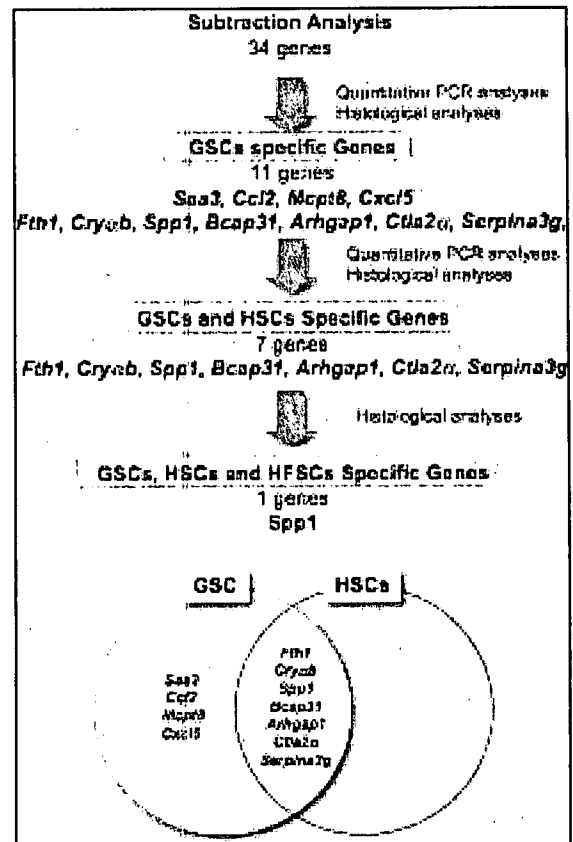 Subtraction Analysis
34 genes
Quantitative PCR analyses
Histological analyses
GSCs specific Genes
11 genes
Saa3, Ccl2, Mcpt8, Cxcl5
Fth1, Cryαb, Spp1, Bcap31, Arhgap1, Ctla2α, Serpina3g,
Quantitative PCR analyses
Histological analyses
GSCs and HSCs Specific Genes
7 genes
Fth1, Cryαb, Spp1, Bcap31, Arhgap1, Ctla2α, Serpina3g
Histological analyses
GSCs, HSCs and HFSCs Specific Genes
1 genes
Spp1
GSC
HSCs
Saa3
Ccl2
Mcpt8
Cxcl5
Fth1
Cryαb
Spp1
Bcap31
Arhgap1
Ctla2α
Serpina3g